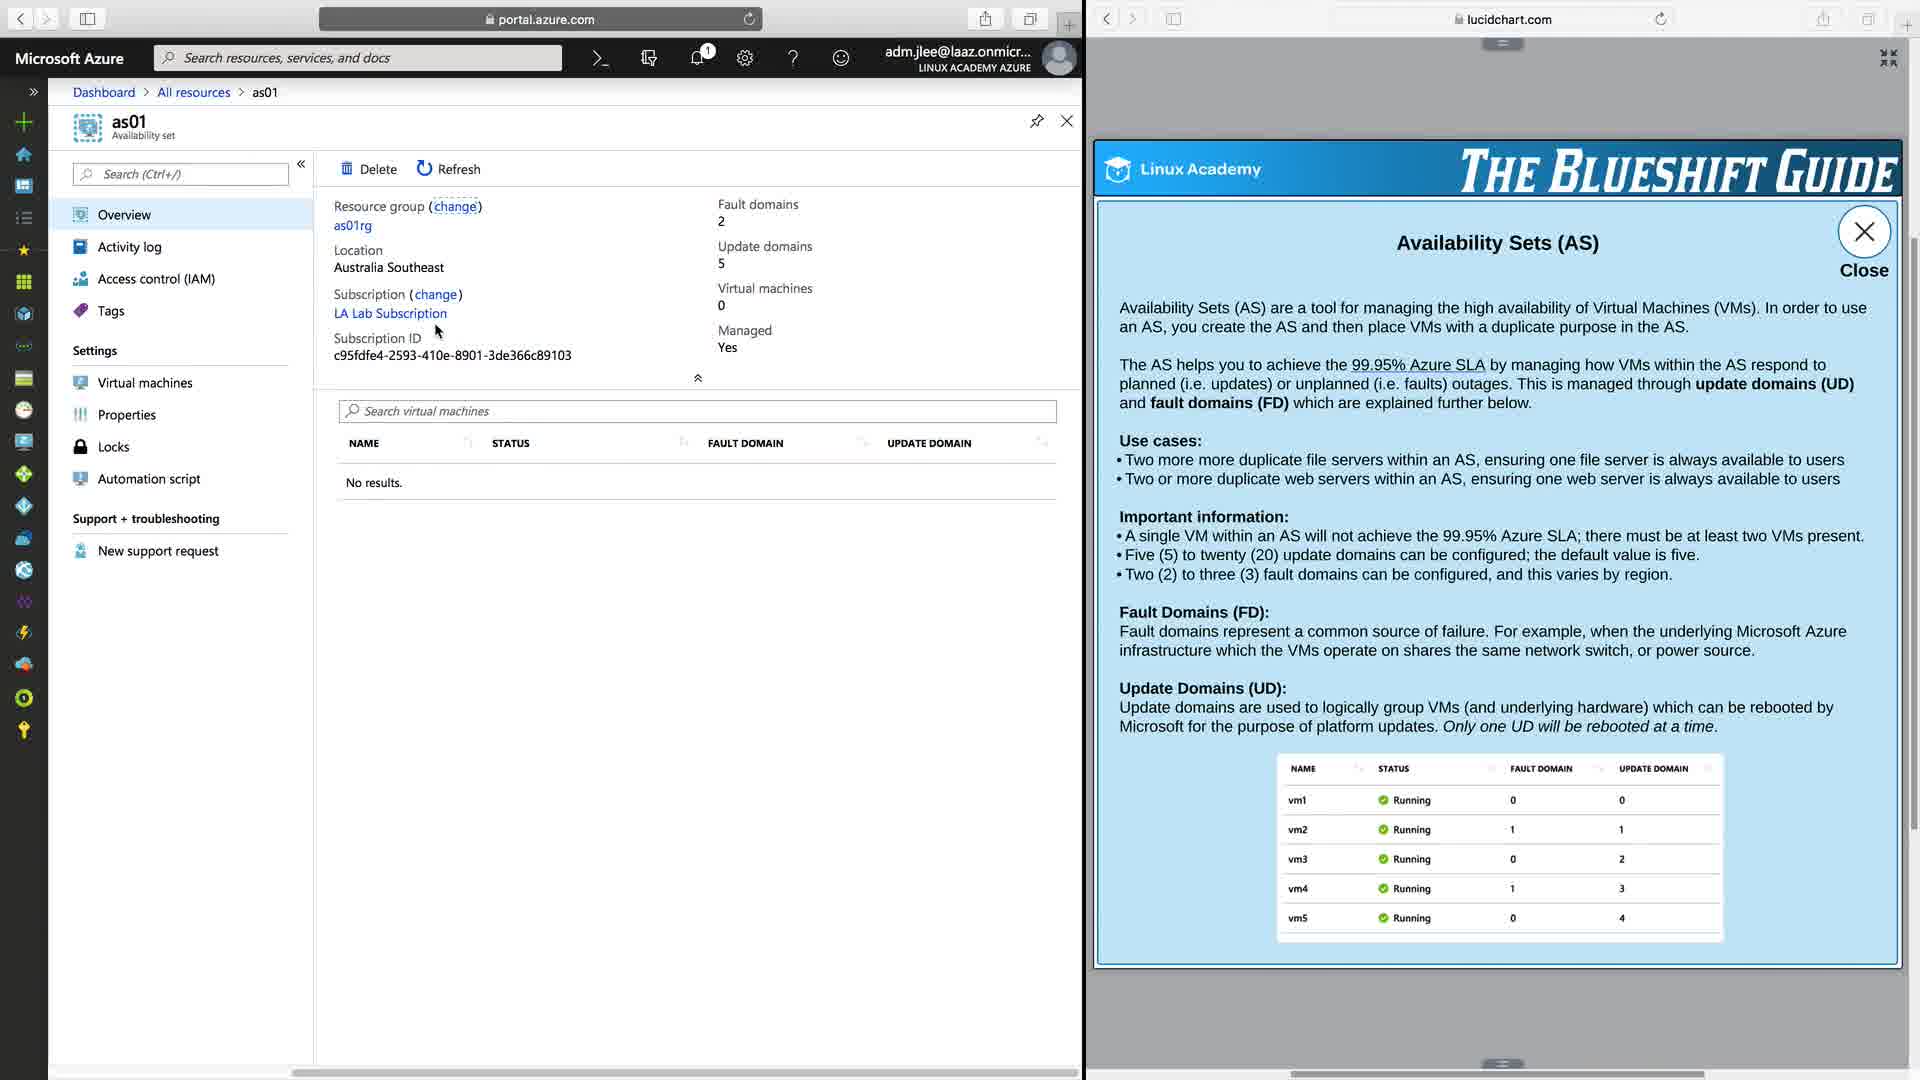 portal.azure.com
Microsoft Azure
Search resources, services, and docs
1
adm.jlee@laaz.onmicr...
LINUX ACADEMY AZURE
Dashboard > All resources > as01
as01
Availability set
Search (Ctrl+/)
Overview
Activity log
Access control (IAM)
Tags
Settings
Virtual machines
Properties
Locks
Automation script
Support + troubleshooting
New support request
Delete
Refresh
Resource group (change)
as01rg
Location
Australia Southeast
Subscription (change)
LA Lab Subscription
Subscription ID
c95fdfe4-2593-410e-8901-3de366c89103
Fault domains
2
Update domains
5
Virtual machines
0
Managed
Yes
Search virtual machines
NAME STATUS FAULT DOMAIN UPDATE DOMAIN
No results.
lucidchart.com
Linux Academy
THE BLUESHIFT GUIDE
Availability Sets (AS)
Close
Availability Sets (AS) are a tool for managing the high availability of Virtual Machines (VMs). In order to use
an AS, you create the AS and then place VMs with a duplicate purpose in the AS.
The AS helps you to achieve the 99.95% Azure SLA by managing how VMs within the AS respond to
planned (i.e. updates) or unplanned (i.e. faults) outages. This is managed through update domains (UD)
and fault domains (FD) which are explained further below.
Use cases:
• Two more more duplicate file servers within an AS, ensuring one file server is always available to users
• Two or more duplicate web servers within an AS, ensuring one web server is always available to users
Important information:
• A single VM within an AS will not achieve the 99.95% Azure SLA; there must be at least two VMs present.
• Five (5) to twenty (20) update domains can be configured; the default value is five.
• Two (2) to three (3) fault domains can be configured, and this varies by region.
Fault Domains (FD):
Fault domains represent a common source of failure. For example, when the underlying Microsoft Azure
infrastructure which the VMs operate on shares the same network switch, or power source.
Update Domains (UD):
Update domains are used to logically group VMs (and underlying hardware) which can be rebooted by
Microsoft for the purpose of platform updates. Only one UD will be rebooted at a time.
NAME STATUS FAULT DOMAIN UPDATE DOMAIN
vm1 Running 0 0
vm2 Running 1 1
vm3 Running 0 2
vm4 Running 1 3
vm5 Running 0 4